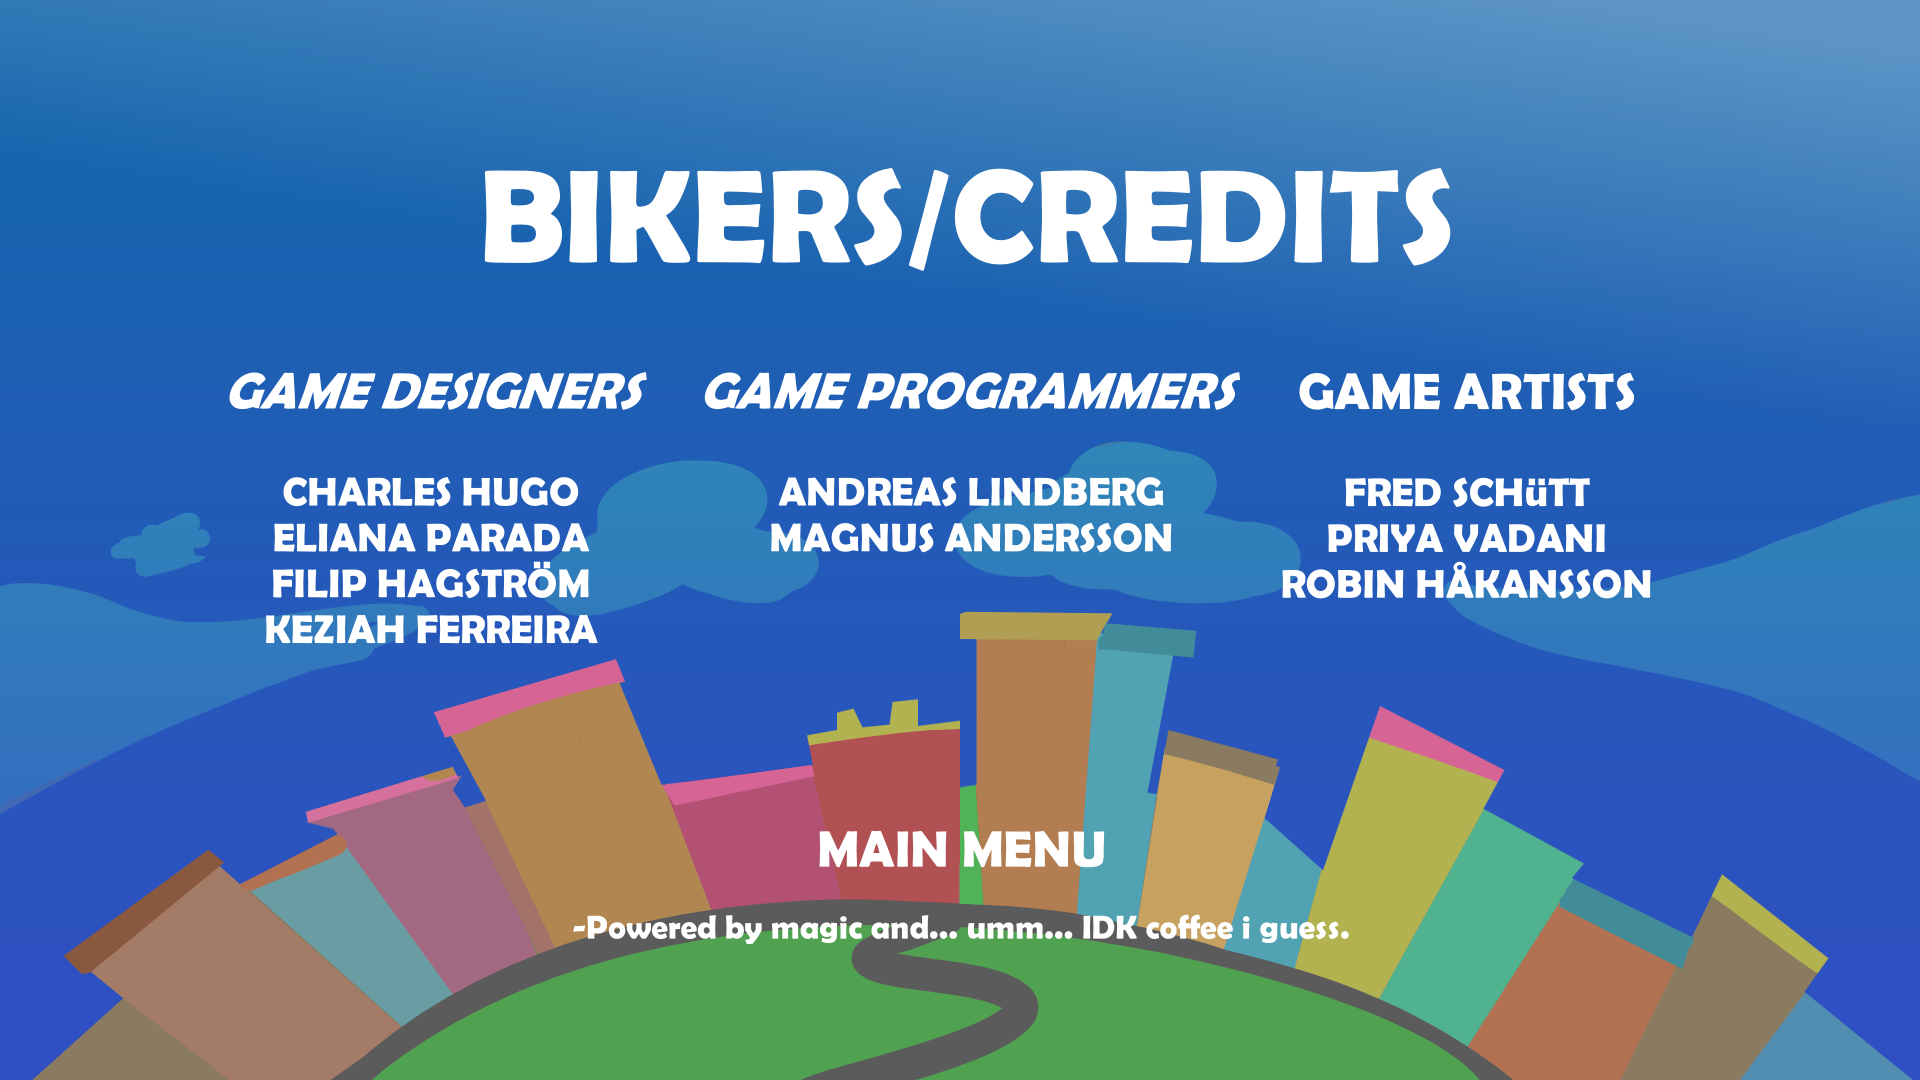 BIKERS/CREDITS
GAME DESIGNERS
CHARLES HUGO
ELIANA PARADA
FILIP HAGSTRÖM
KEZIAH FERREIRA
GAME PROGRAMMERS
ANDREAS LINDBERG
MAGNUS ANDERSSON
GAME ARTISTS
FRED SCHüTT
PRIYA VADANI
ROBIN HÅKANSSON
MAIN MENU
-Powered by magic and... umm... IDK coffee i guess.